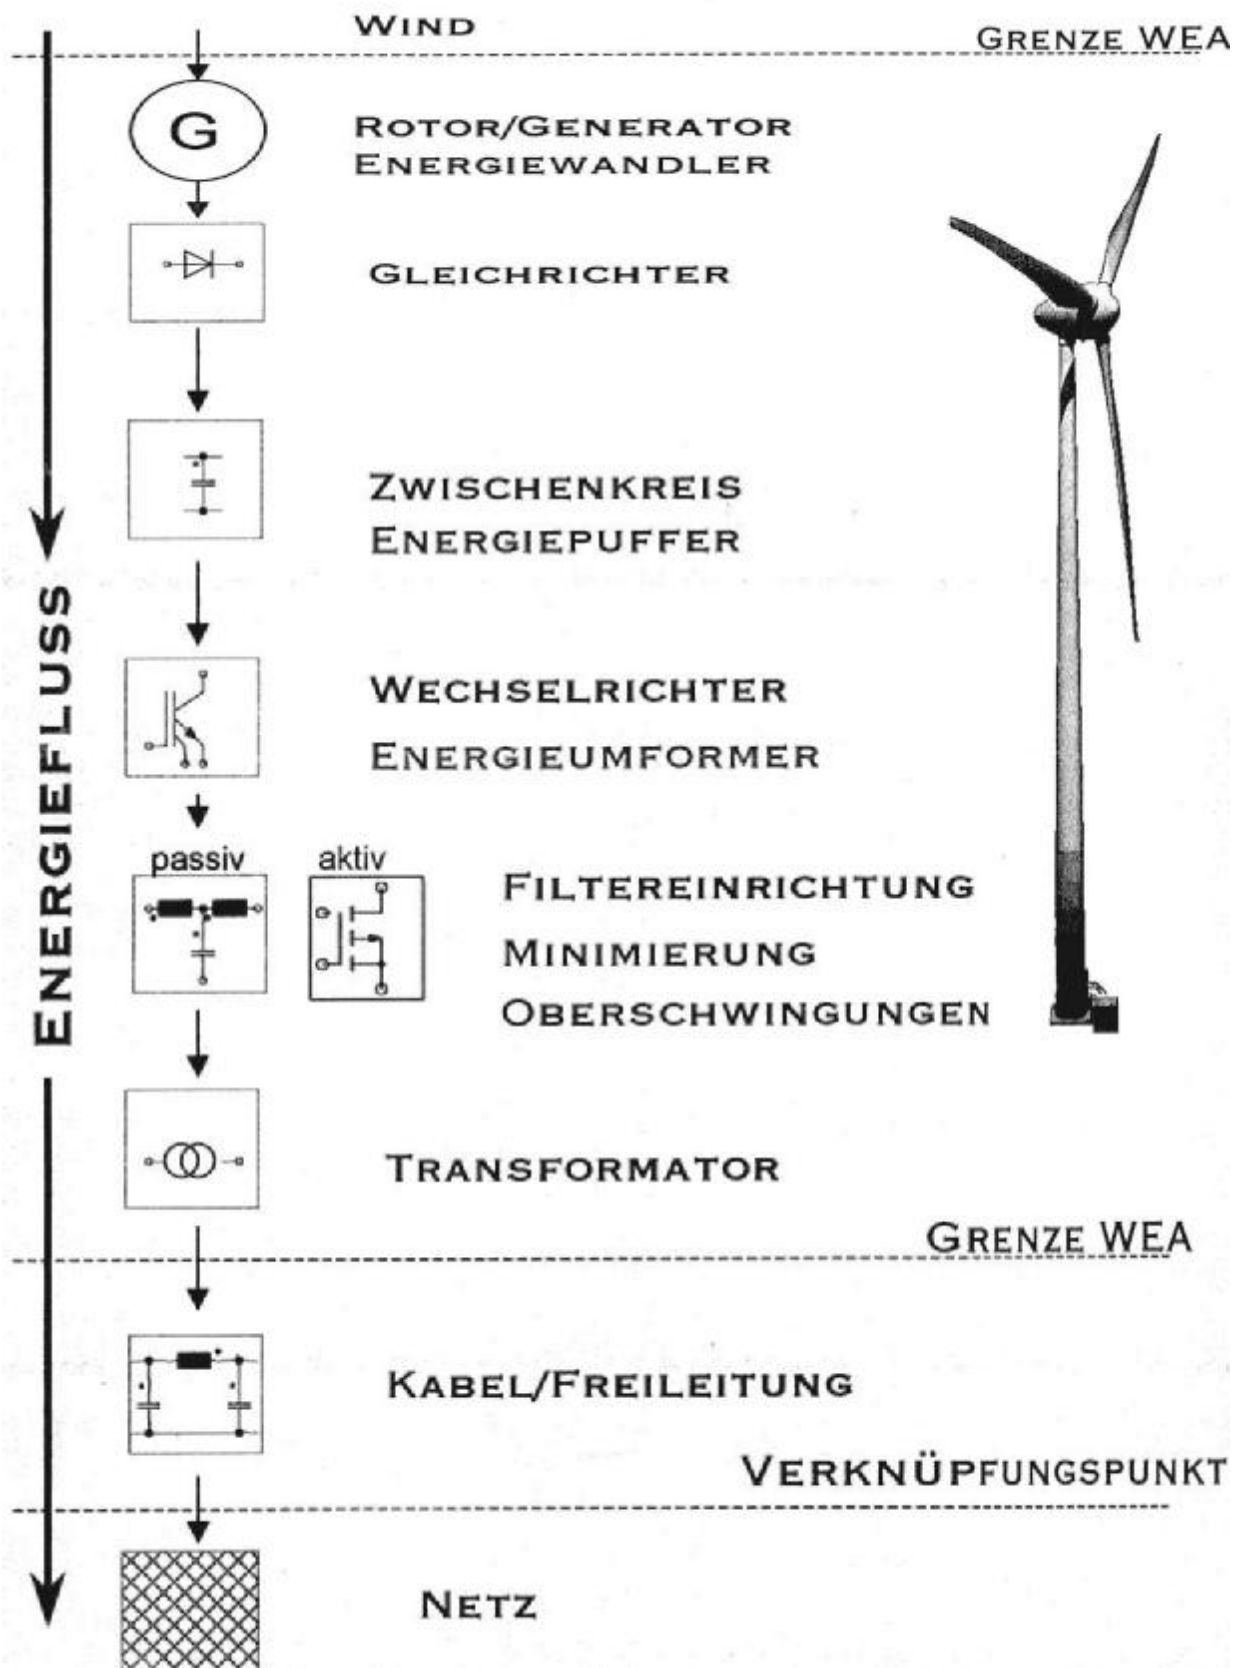 WIND
GRENZE WEA
G
ROTOR/GENERATOR
ENERGIEWANDLER
GLEICHRICHTER
ZWISCHENKREIS
ENERGIEPUFFER
ENERGIEFLUSS
WECHSELRICHTER
ENERGIEUMFORMER
passiv
aktiv
FILTEREINRICHTUNG
MINIMIERUNG
OBERSCHWINGUNGEN
TRANSFORMATOR
GRENZE WEA
KABEL/FREILEITUNG
VERKNÜPFUNGSPUNKT
NETZ